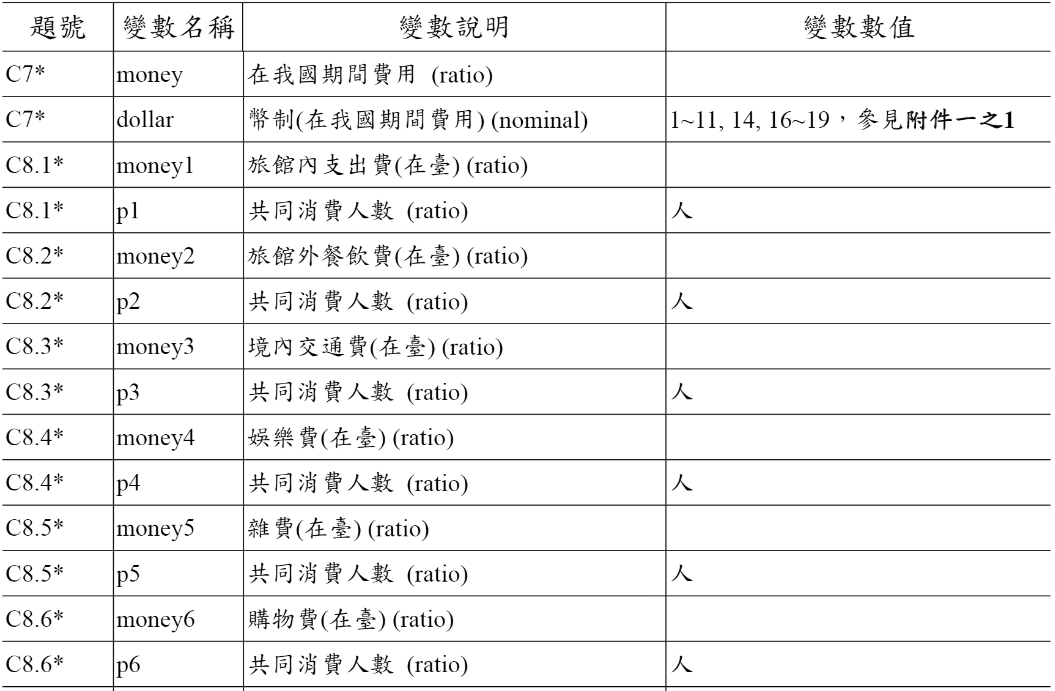 題號 變數名稱 變數說明 變數數值
C7* money 在我國期間費用 (ratio)
C7* dollar 幣制(在我國期間費用) (nominal) 1~11, 14, 16~19，參見附件一之1
C8.1* money1 旅館內支出費(在臺) (ratio)
C8.1* p1 共同消費人數 (ratio) 人
C8.2* money2 旅館外餐飲費(在臺) (ratio)
C8.2* p2 共同消費人數 (ratio) 人
C8.3* money3 境內交通費(在臺) (ratio)
C8.3* p3 共同消費人數 (ratio) 人
C8.4* money4 娛樂費(在臺) (ratio)
C8.4* p4 共同消費人數 (ratio) 人
C8.5* money5 雜費(在臺) (ratio)
C8.5* p5 共同消費人數 (ratio) 人
C8.6* money6 購物費(在臺) (ratio)
C8.6* p6 共同消費人數 (ratio) 人